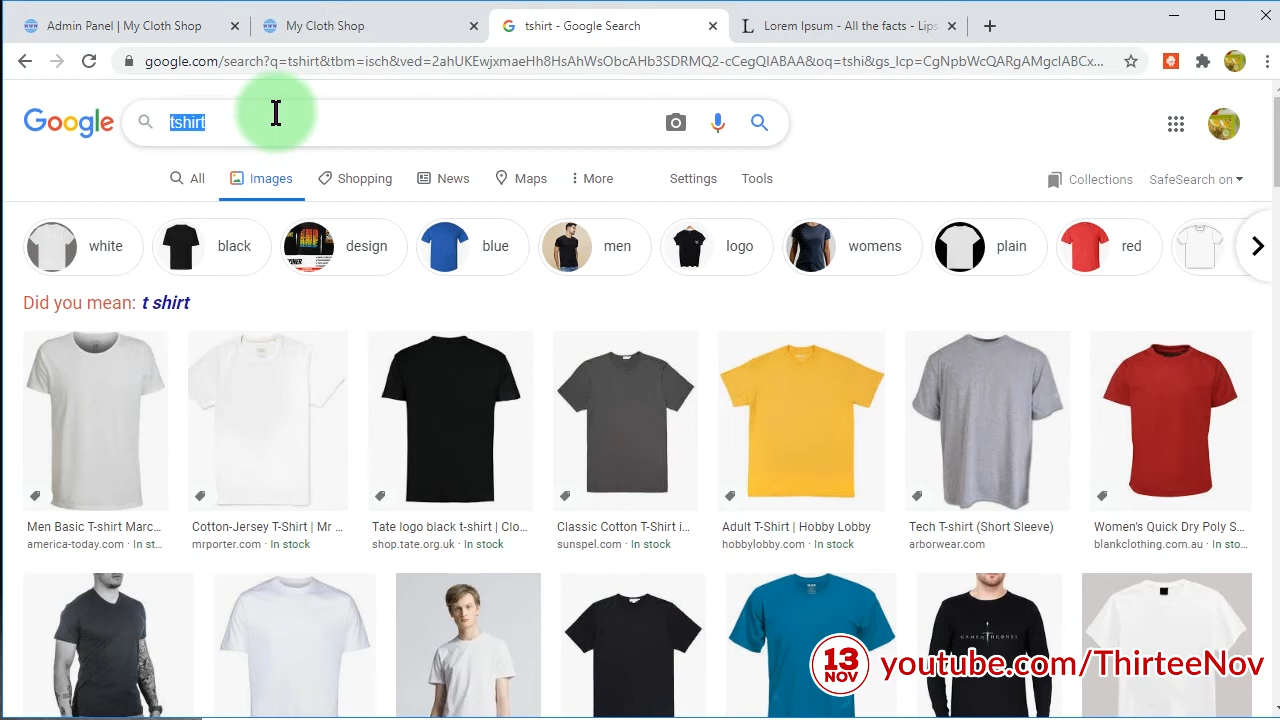 Admin Panel | My Cloth Shop
My Cloth Shop
tshirt - Google Search
Lorem Ipsum - All the facts - Lips
google.com/search?q=tshirt&tbm=isch&ved=2ahUKEwjxmaeHh8HtAhWsObcAHb3SDRMQ2-cCegQIABAA&oq=tshi&gs_lcp=CgNpbWcQARgAMgcIABCx...
Google
tshirt
All
Images
Shopping
News
Maps
More
Settings
Tools
Collections
SafeSearch on
white
black
design
blue
men
logo
womens
plain
red
Did you mean: t shirt
Men Basic T-shirt Marc...
america-today.com · In st...
Cotton-Jersey T-Shirt | Mr ...
mrporter.com · In stock
Tate logo black t-shirt | Clo...
shop.tate.org.uk · In stock
Classic Cotton T-Shirt i...
sunspel.com · In stock
Adult T-Shirt | Hobby Lobby
hobbylobby.com · In stock
Tech T-shirt (Short Sleeve)
arborwear.com
Women's Quick Dry Poly S...
blankclothing.com.au · In sto...
GAME OF THRONES
13
NOV
youtube.com/ThirteeNov